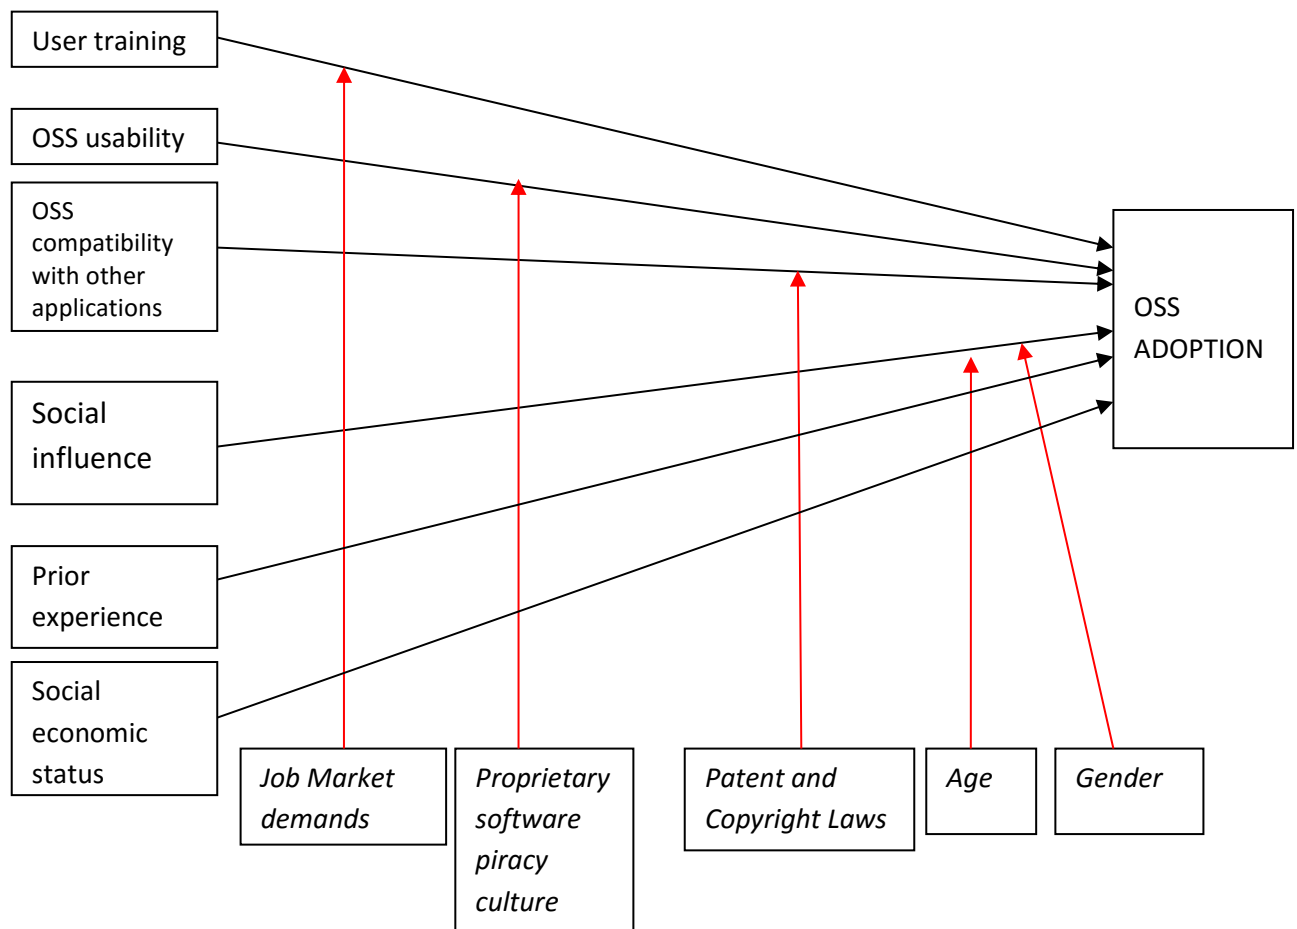 User training
OSS usability
OSS
compatibility
with other
applications
Social
influence
Prior
experience
Social
economic
status
OSS
ADOPTION
Job Market
demands
Proprietary
software
piracy
culture
Patent and
Copyright Laws
Age
Gender